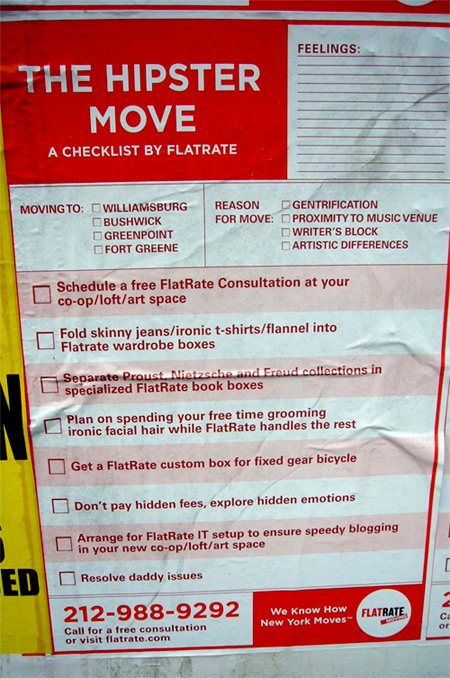 THE HIPSTER
MOVE
A CHECKLIST BY FLATRATE
FEELINGS:
MOVING TO:
WILLIAMSBURG
BUSHWICK
GREENPOINT
FORT GREENE
REASON
FOR MOVE:
GENTRIFICATION
PROXIMITY TO MUSIC VENUE
WRITER'S BLOCK
ARTISTIC DIFFERENCES
Schedule a free FlatRate Consultation at your
co-op/loft/art space
Fold skinny jeans/ironic t-shirts/flannel into
Flatrate wardrobe boxes
Separate Proust, Nietzsche and Freud collections in
specialized FlatRate book boxes
Plan on spending your free time grooming
ironic facial hair while FlatRate handles the rest
Get a FlatRate custom box for fixed gear bicycle
Don't pay hidden fees, explore hidden emotions
Arrange for FlatRate IT setup to ensure speedy blogging
in your new co-op/loft/art space
Resolve daddy issues
212-988-9292
Call for a free consultation
or visit flatrate.com
We Know How
New York Moves™
FLATRATE
MOVING
N
S
ED
2
Ca
or